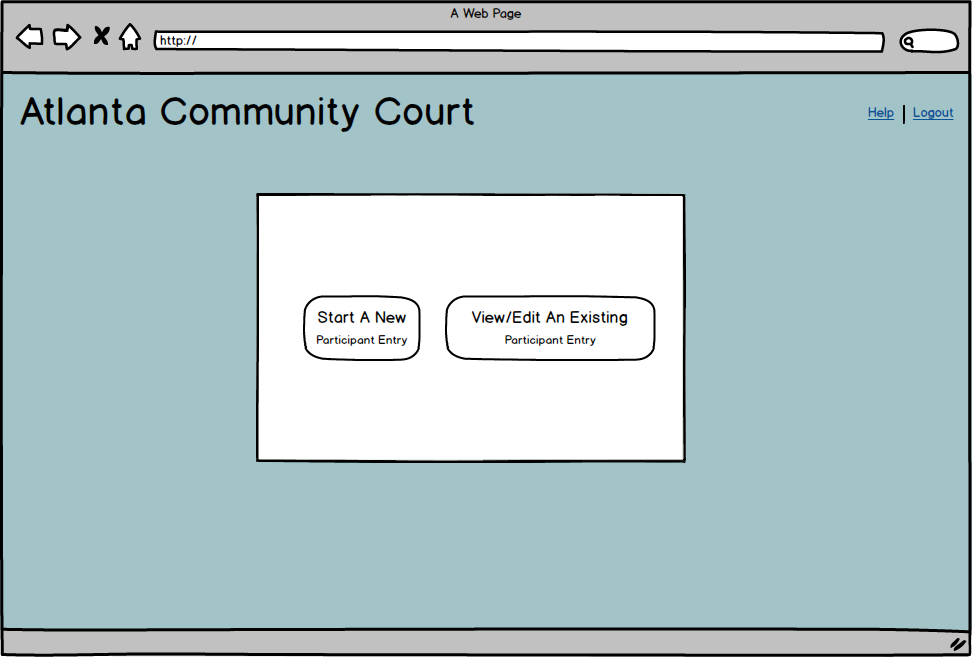 A Web Page
http://
Atlanta Community Court
Help | Logout
Start A New
Participant Entry
View/Edit An Existing
Participant Entry